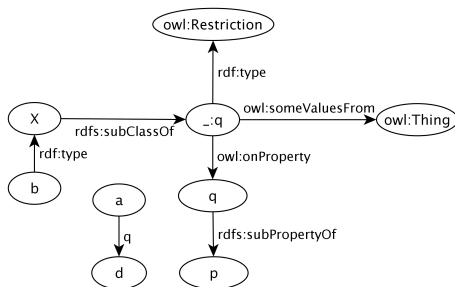 owl:Restriction
rdf:type
X
rdfs:subClassOf
_:q
owl:someValuesFrom
owl:Thing
rdf:type
owl:onProperty
b
a
q
q
rdfs:subPropertyOf
d
p